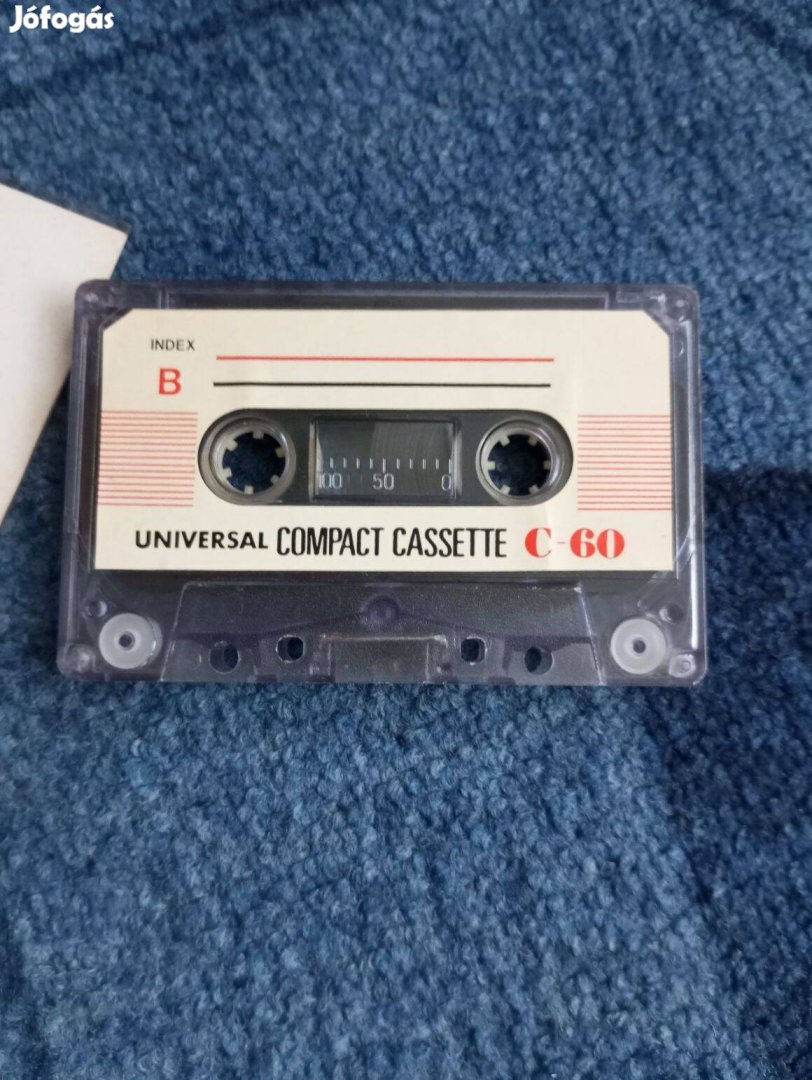 Jófogás
INDEX
B
100 50 0
UNIVERSAL COMPACT CASSETTE C-60